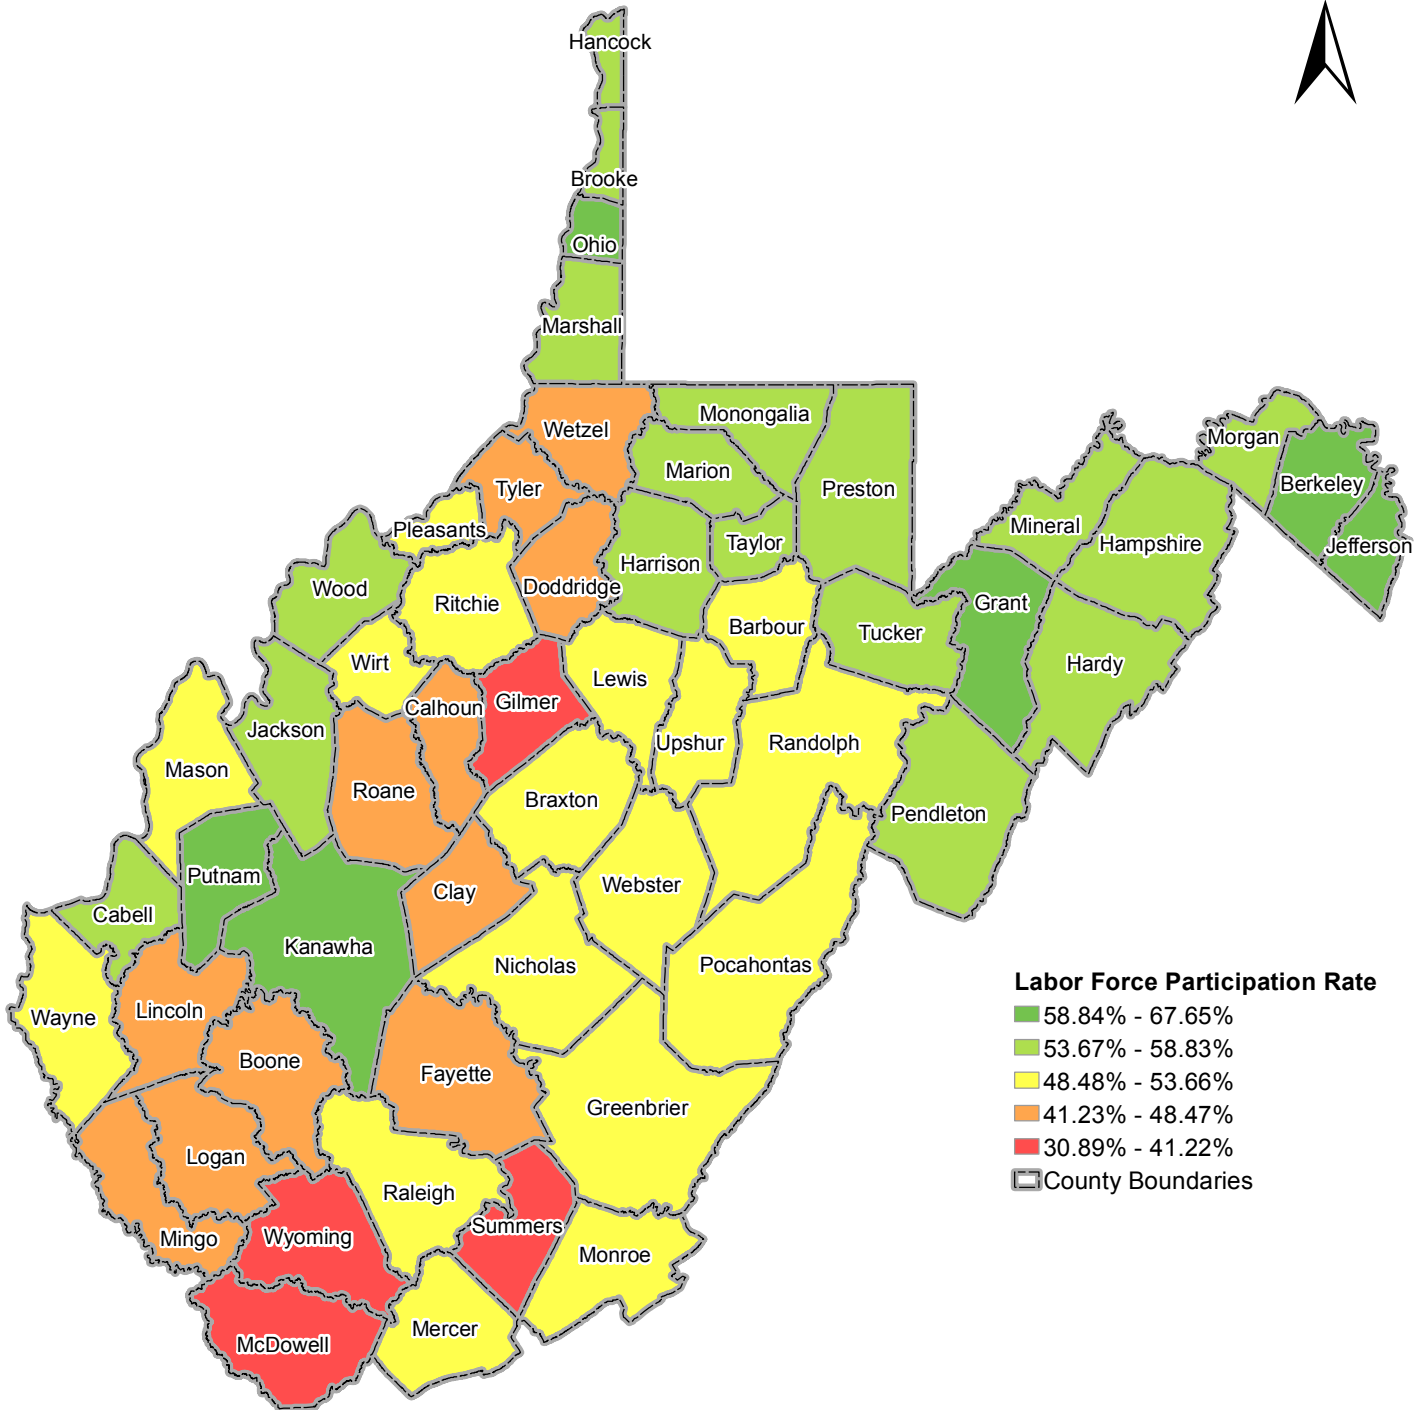 Hancock
Brooke
Ohio
Marshall
Wetzel
Monongalia
Marion
Preston
Tyler
Pleasants
Taylor
Harrison
Doddridge
Wood
Ritchie
Barbour
Tucker
Grant
Mineral
Hampshire
Morgan
Berkeley
Jefferson
Hardy
Wirt
Lewis
Gilmer
Calhoun
Jackson
Upshur
Randolph
Mason
Roane
Braxton
Pendleton
Putnam
Clay
Webster
Cabell
Kanawha
Nicholas
Pocahontas
Wayne
Lincoln
Boone
Fayette
Greenbrier
Logan
Raleigh
Summers
Mingo
Wyoming
Monroe
Mercer
McDowell
Labor Force Participation Rate
58.84% - 67.65%
53.67% - 58.83%
48.48% - 53.66%
41.23% - 48.47%
30.89% - 41.22%
County Boundaries